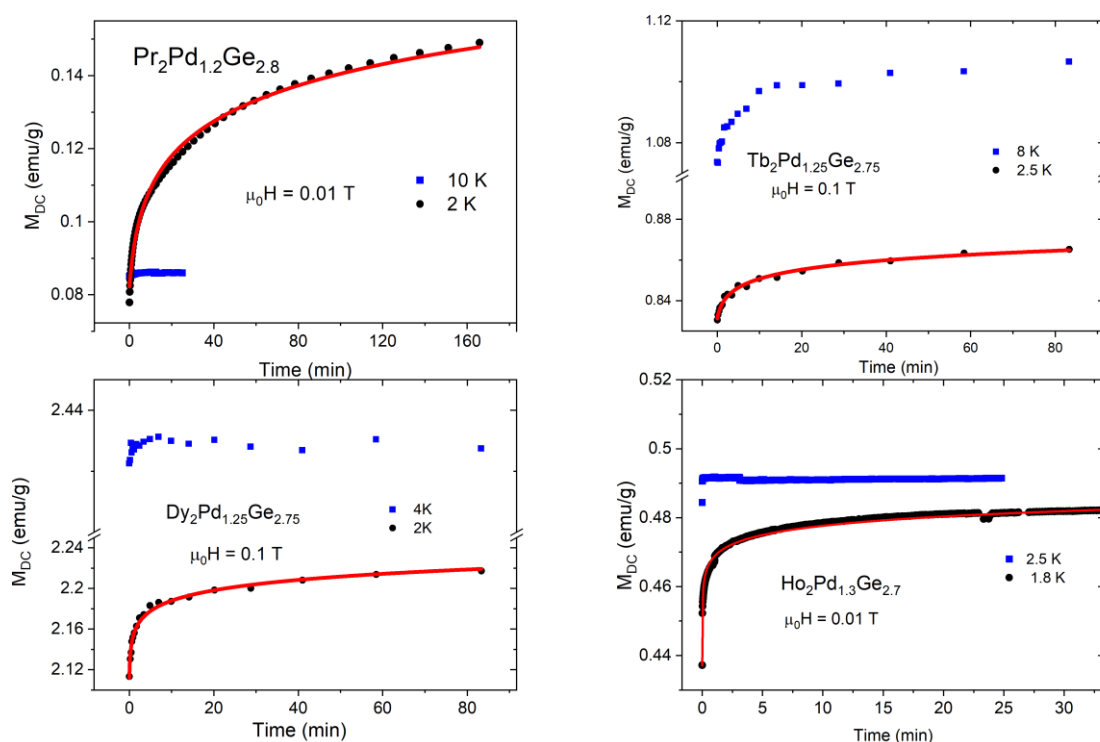 Pr2Pd1.2Ge2.8
0.14
0.12
0.1
0.08
MDC (emu/g)
μ0H = 0.01 T
10 K
2 K
0 40 80 120 160
Time (min)
1.12
1.08
0.88
0.84
MDC (emu/g)
Tb2Pd1.25Ge2.75
8 K
2.5 K
μ0H = 0.1 T
0 20 40 60 80
Time (min)
2.44
2.24
2.2
2.16
2.12
MDC (emu/g)
Dy2Pd1.25Ge2.75
4K
2K
μ0H = 0.1 T
0 20 40 60 80
Time (min)
0.52
0.5
0.48
0.46
0.44
MDC (emu/g)
Ho2Pd1.3Ge2.7
2.5 K
1.8 K
μ0H = 0.01 T
0 5 10 15 20 25 30
Time (min)